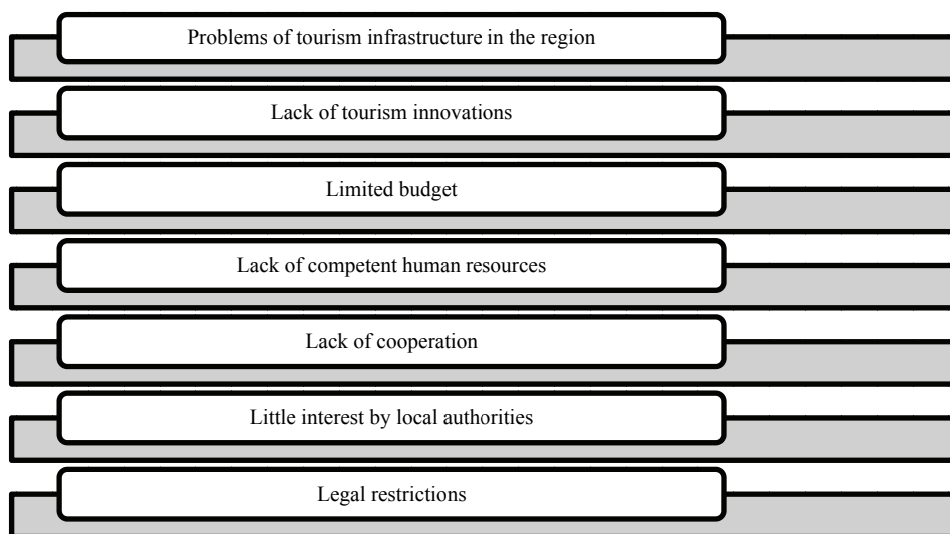 Problems of tourism infrastructure in the region
Lack of tourism innovations
Limited budget
Lack of competent human resources
Lack of cooperation
Little interest by local authorities
Legal restrictions